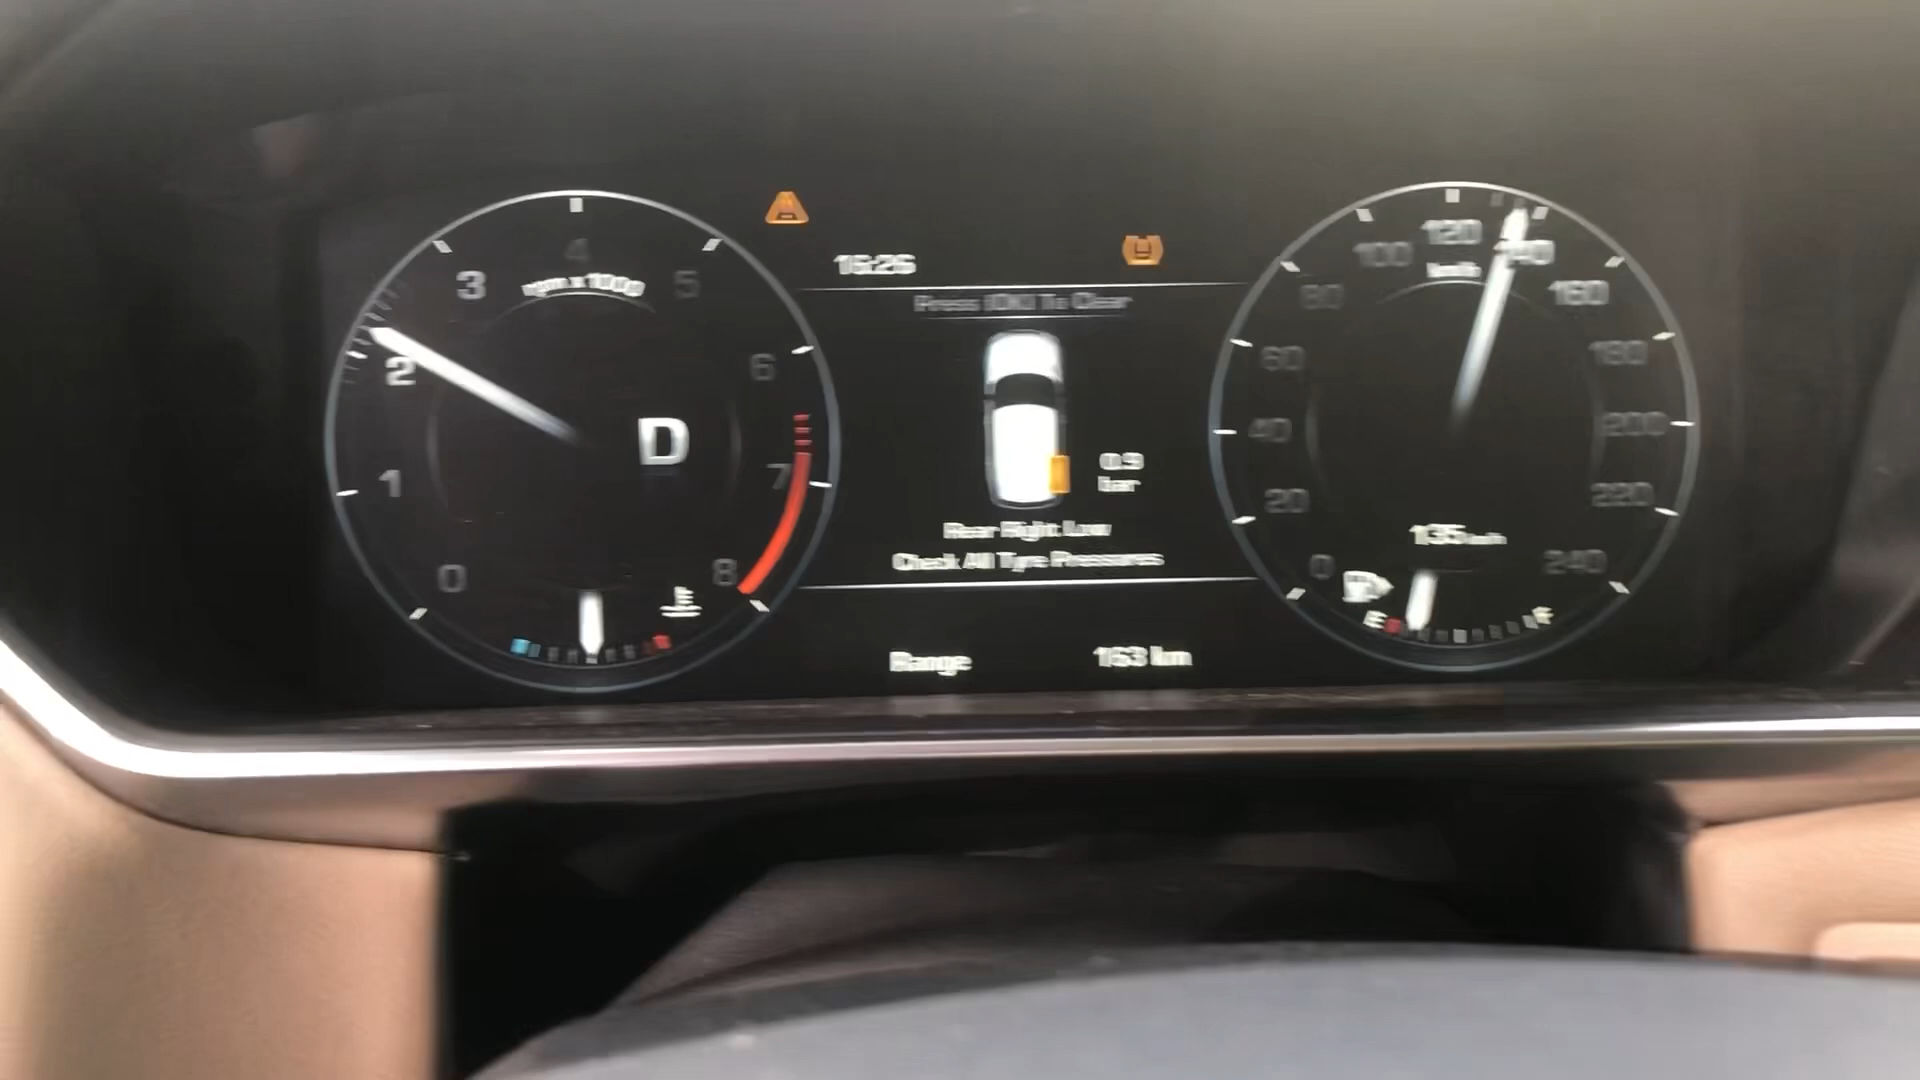 15:26
Press (OK) To Clear
0.9
bar
Rear Right Low
Check All Tyre Pressures
Range 163 km
0
1
2
3
4
5
6
7
8
rpm x 1000
D
0
20
40
60
80
100
120
140
160
180
200
220
240
km/h
135 km/h
E